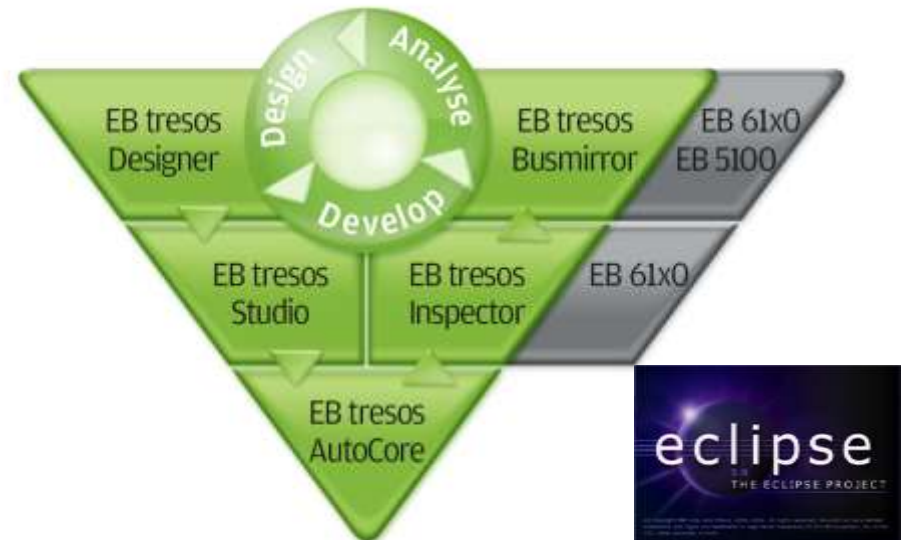 Design
Analyse
Develop
EB tresos
Designer
EB tresos
Busmirror
EB 61x0
EB 5100
EB tresos
Studio
EB tresos
Inspector
EB 61x0
EB tresos
AutoCore
eclipse
THE ECLIPSE PROJECT